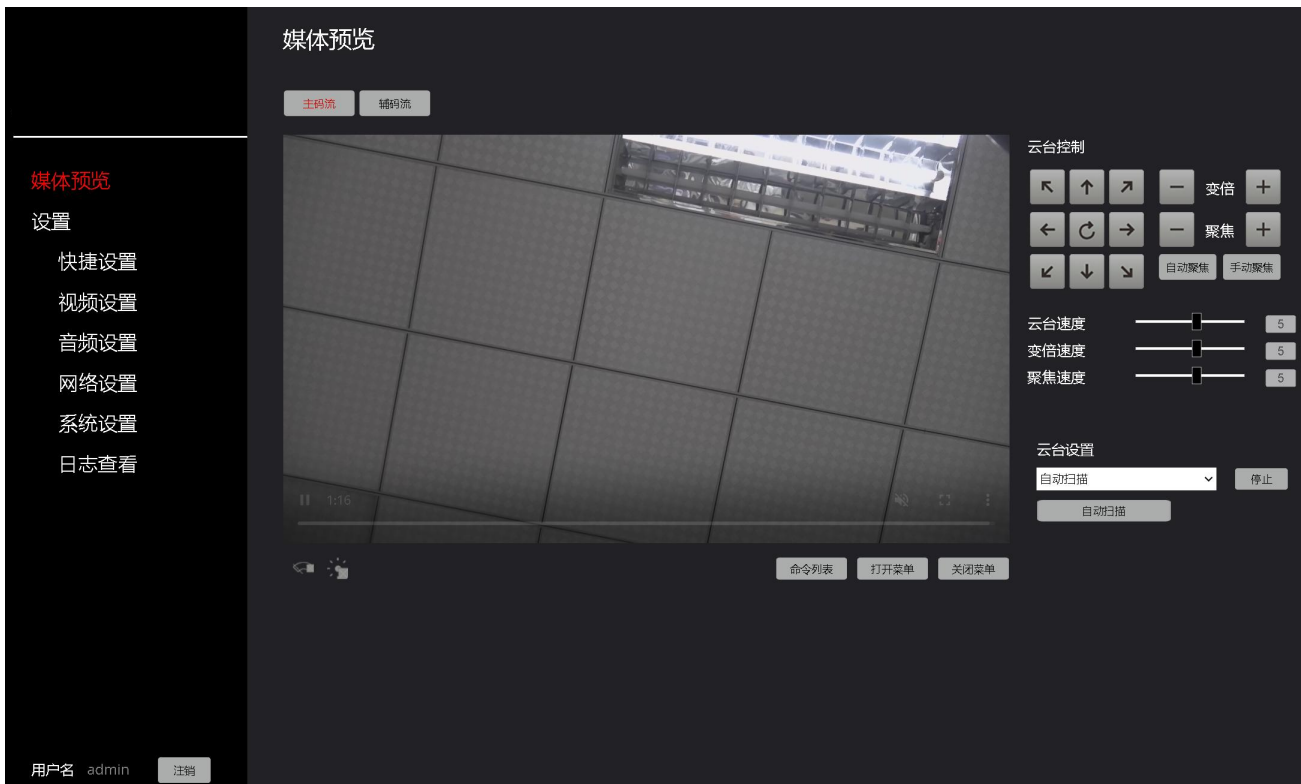 媒体预览
主码流 辅码流
媒体预览
设置
快捷设置
视频设置
音频设置
网络设置
系统设置
日志查看
用户名 admin 注销
1:16
命令列表 打开菜单 关闭菜单
云台控制
变倍
聚焦
自动聚焦 手动聚焦
云台速度 5
变倍速度 5
聚焦速度 5
云台设置
自动扫描 停止
自动扫描